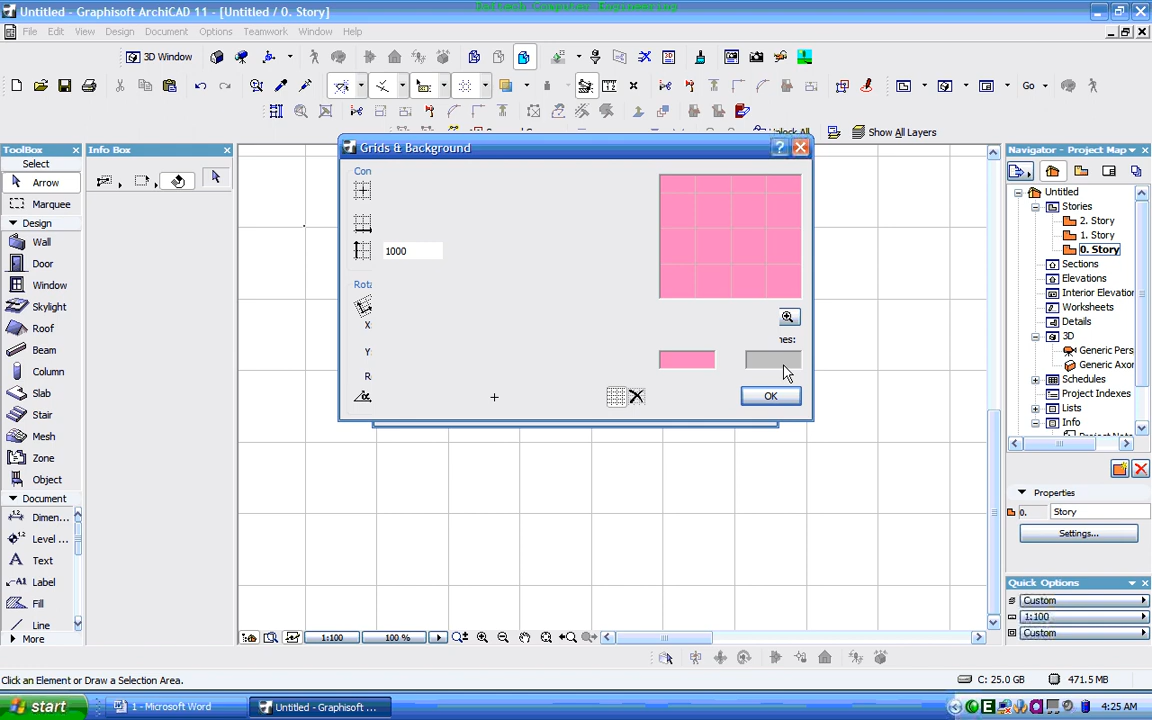 Untitled - Graphisoft ArchiCAD 11 - [Untitled / 0. Story]
File Edit View Design Document Options Teamwork Window Help
3D Window
Go
Unlock All
Show All Layers
ToolBox
Select
Arrow
Marquee
Design
Wall
Door
Window
Skylight
Roof
Beam
Column
Slab
Stair
Mesh
Zone
Object
Document
Dimen...
Level ...
Text
Label
Fill
Line
More
Info Box
Grids & Background
Con
1000
Rota
X
Y:
R
nes:
OK
Navigator - Project Map
Untitled
Stories
2. Story
1. Story
0. Story
Sections
Elevations
Interior Elevation
Worksheets
Details
3D
Generic Pers
Generic Axon
Schedules
Project Indexes
Lists
Info
Properties
0. Story
Settings...
Quick Options
Custom
1:100
Custom
1:100 100 %
Click an Element or Draw a Selection Area.
C: 25.0 GB 471.5 MB
start
1 - Microsoft Word
Untitled - Graphisoft ...
4:25 AM